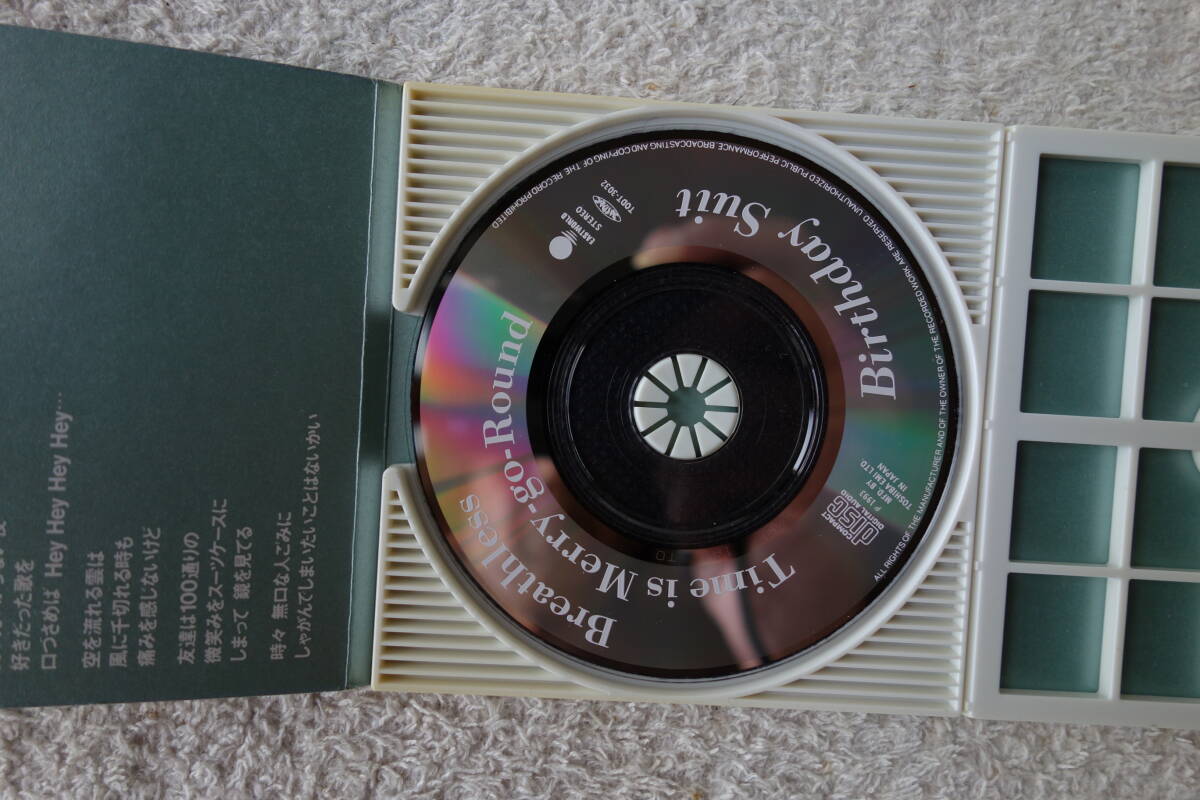 好きだった歌を
口づさめば Hey Hey Hey Hey Hey…
空を流れる雲は
風に千切れる時も
痛みを感じないけど
友達は100通りの
微笑みをスーツケースに
しまって 鏡を見てる
時々 無口な人ごみに
しゃがんでしまいたいことはないかい
Birthday Suit
Breathless
Time is Merry-go-Round
EASTWORLD
STEREO
TODT-3032
COMPACT
disc
DIGITAL AUDIO
℗ 1993
MFD. BY
TOSHIBA EMI LTD.
IN JAPAN
ALL RIGHTS OF THE MANUFACTURER AND OF THE OWNER OF THE RECORDED WORK ARE RESERVED. UNAUTHORIZED PUBLIC PERFORMANCE BROADCASTING AND COPYING OF THE RECORD PROHIBITED